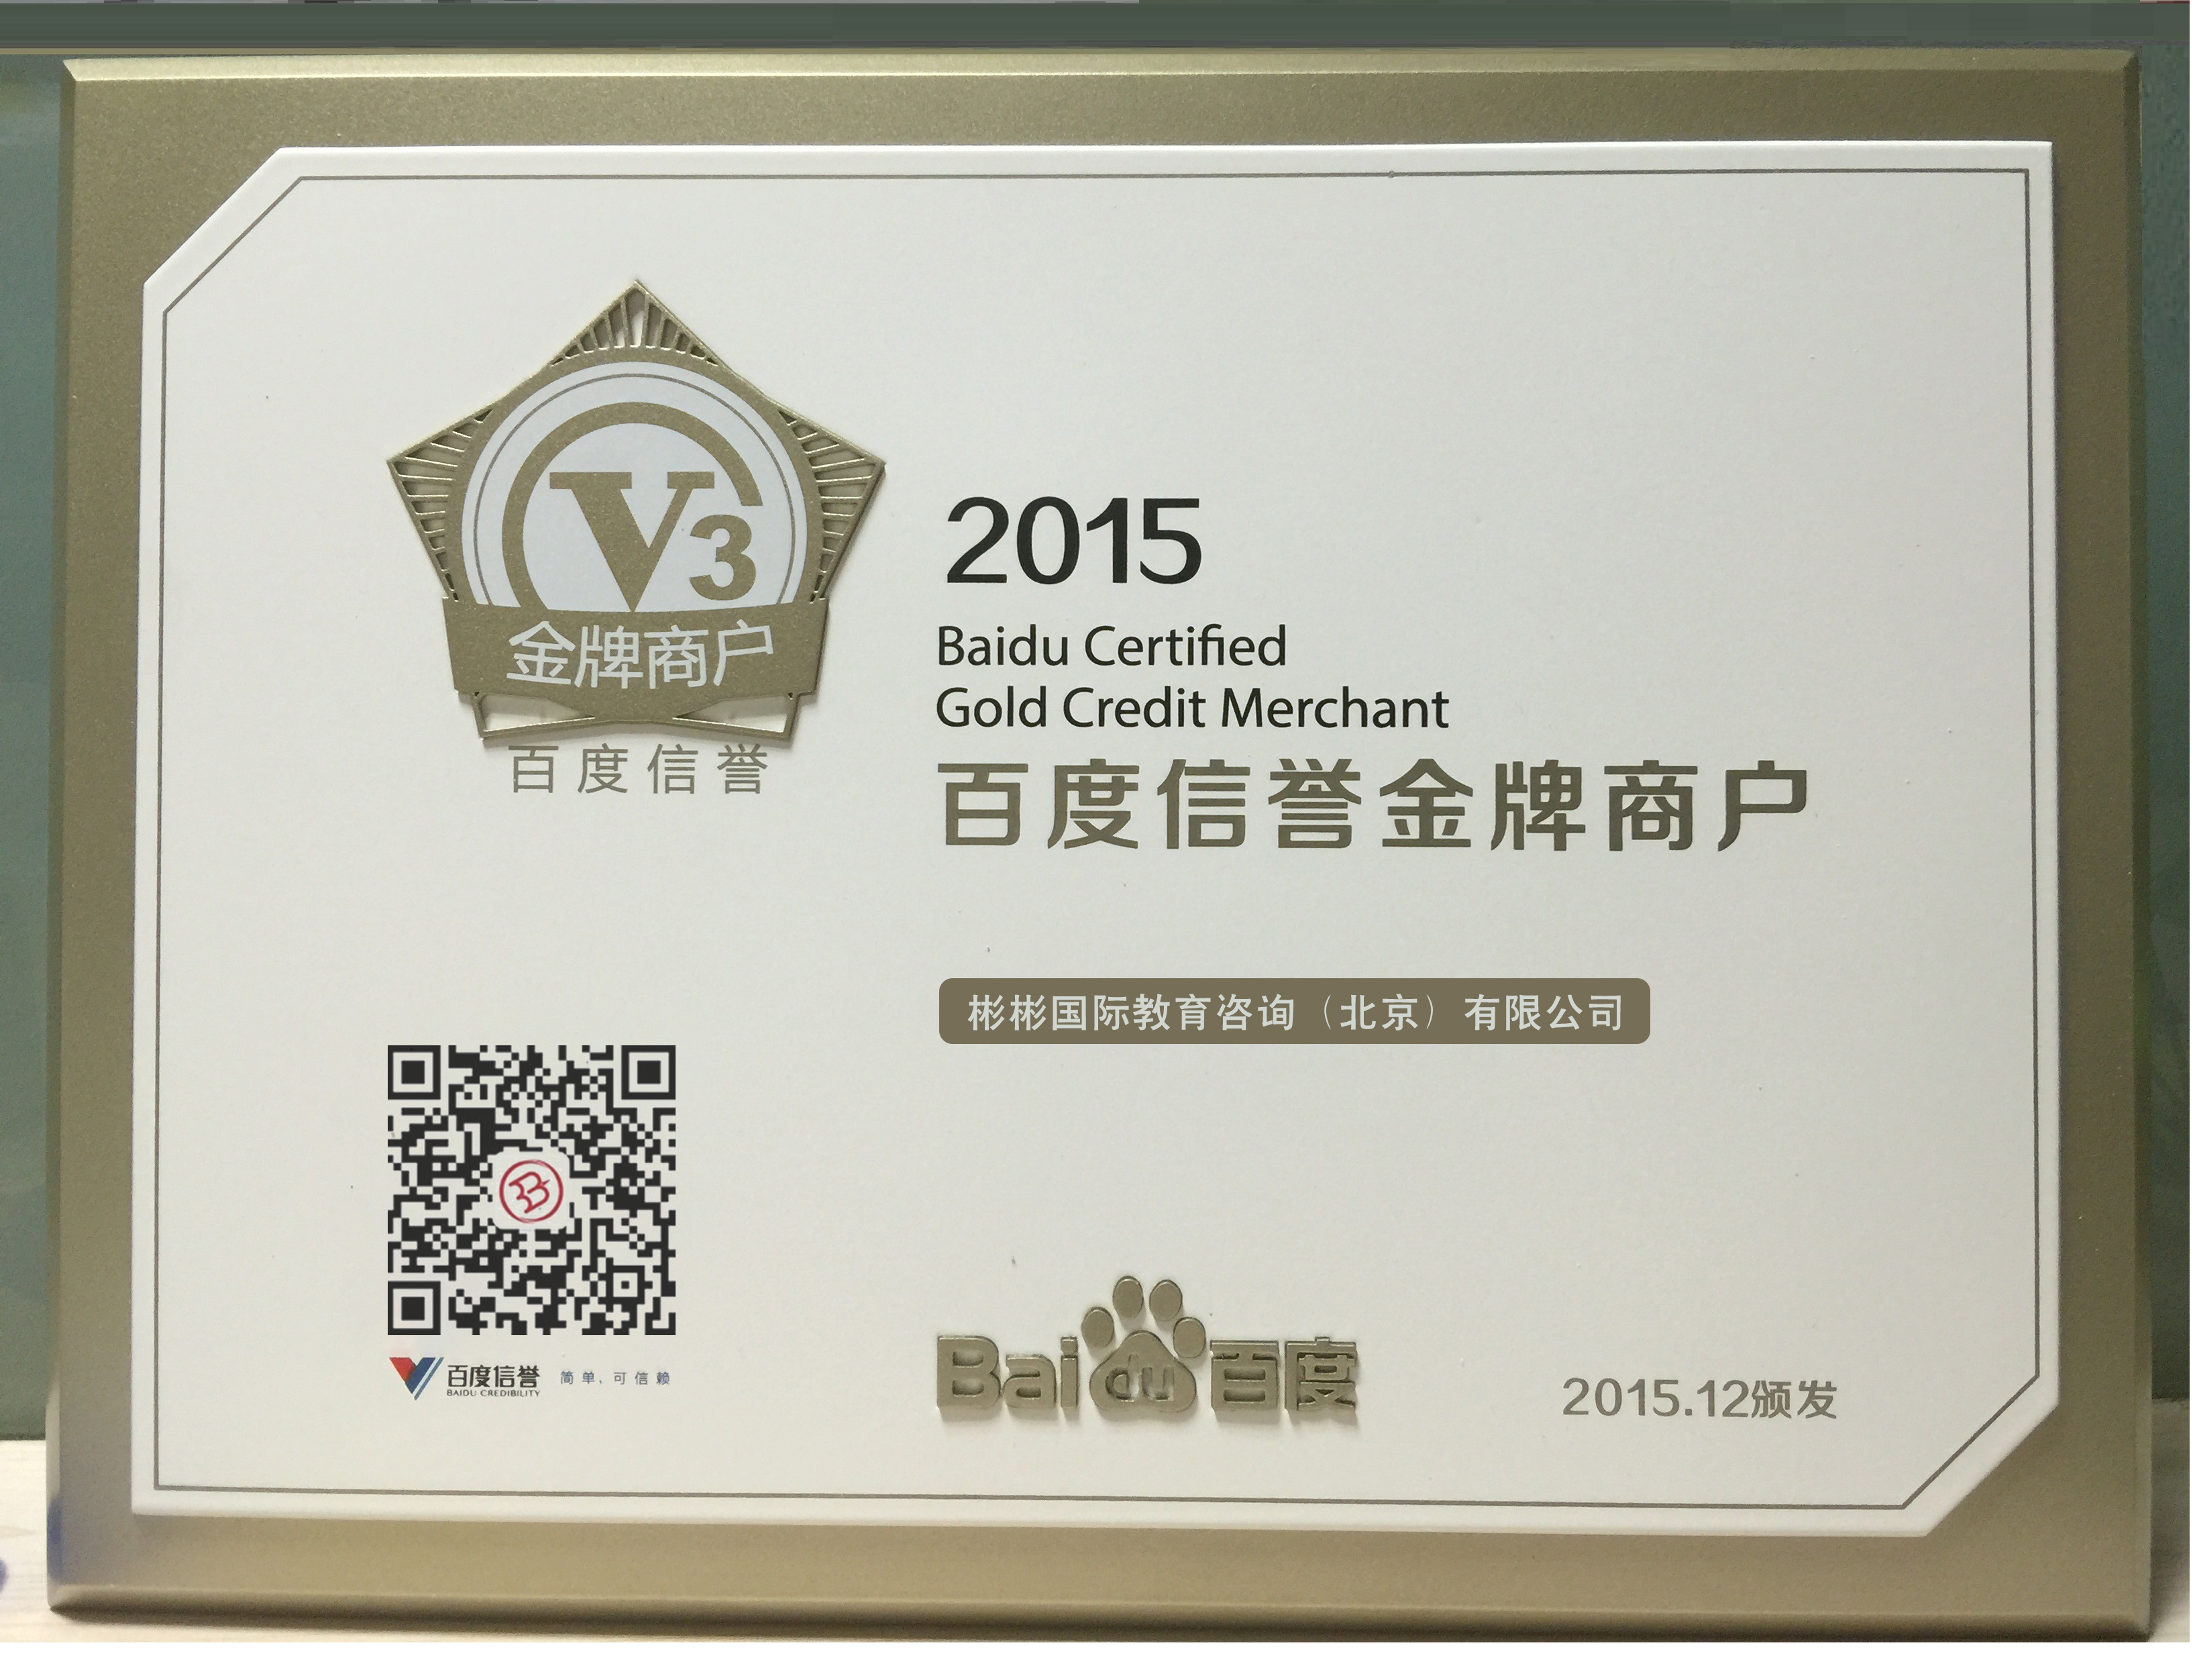 V3
金牌商户
百度信誉
2015
Baidu Certified
Gold Credit Merchant
百度信誉金牌商户
彬彬国际教育咨询（北京）有限公司
百度信誉 简单，可信赖
BAIDU CREDIBILITY
Bai du 百度
2015.12颁发